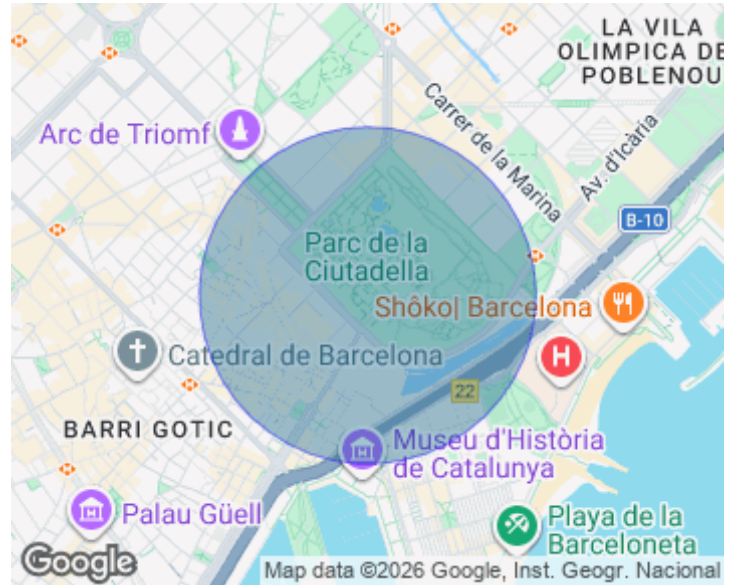 LA VILA
OLIMPICA DE
POBLENOU
Arc de Triomf
Carrer de la Marina
Av. d'Icària
B-10
Parc de la
Ciutadella
Shôko| Barcelona
Catedral de Barcelona
H
22
BARRI GOTIC
Museu d'Història
de Catalunya
Palau Güell
Playa de la
Barceloneta
Google
Map data ©2026 Google, Inst. Geogr. Nacional